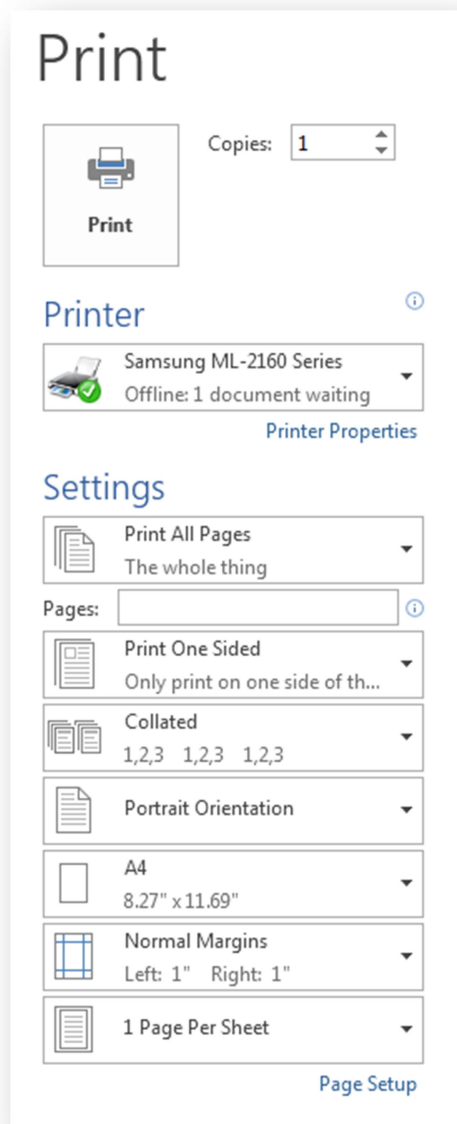 Print
Copies: 1
Print
Printer
Samsung ML-2160 Series
Offline: 1 document waiting
Printer Properties
Settings
Print All Pages
The whole thing
Pages:
Print One Sided
Only print on one side of th...
Collated
1,2,3 1,2,3 1,2,3
Portrait Orientation
A4
8.27" x 11.69"
Normal Margins
Left: 1" Right: 1"
1 Page Per Sheet
Page Setup